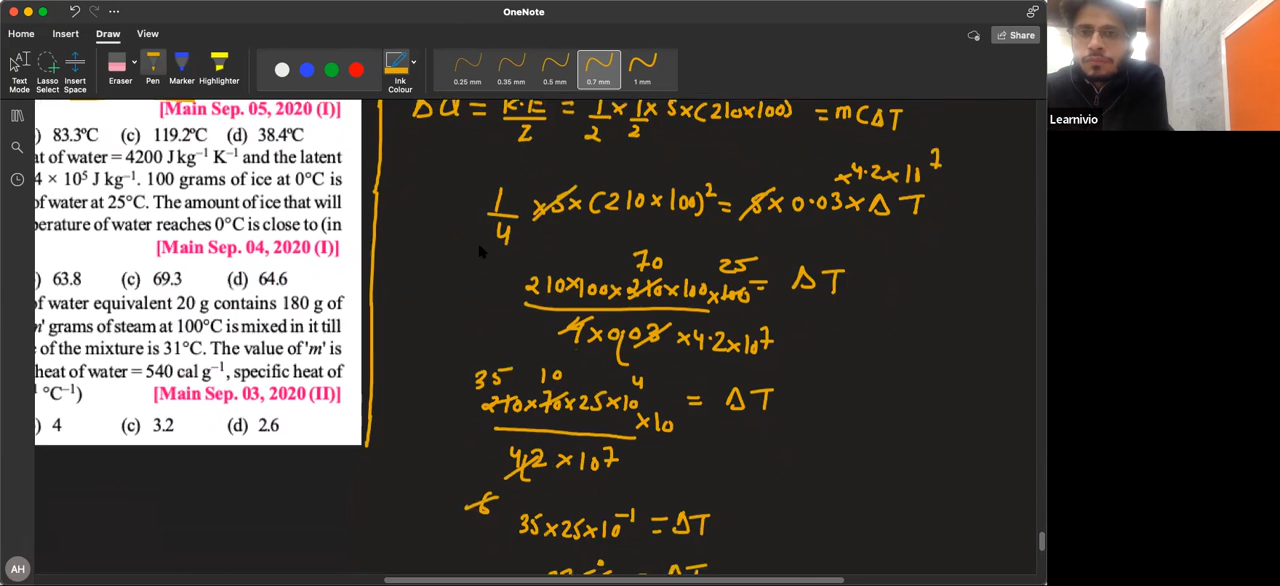 OneNote
Home Insert Draw View
Share
Text Mode
Lasso Select
Insert Space
Eraser
Pen
Marker
Highlighter
Ink Colour
0.25 mm 0.35 mm 0.5 mm 0.7 mm 1 mm
Learnivio
[Main Sep. 05, 2020 (I)]
) 83.3ºC (c) 119.2ºC (d) 38.4ºC
at of water = 4200 J kg⁻¹ K⁻¹ and the latent
4 × 10⁵ J kg⁻¹. 100 grams of ice at 0°C is
of water at 25°C. The amount of ice that will
perature of water reaches 0°C is close to (in
[Main Sep. 04, 2020 (I)]
) 63.8 (c) 69.3 (d) 64.6
f water equivalent 20 g contains 180 g of
n' grams of steam at 100°C is mixed in it till
of the mixture is 31°C. The value of 'm' is
heat of water = 540 cal g⁻¹, specific heat of
°C⁻¹) [Main Sep. 03, 2020 (II)]
) 4 (c) 3.2 (d) 2.6
ΔU = K.E/2 = 1/2 × 1/2 × 5 × (210×100) = mCΔT
×4.2×10⁷
1/4 ×5×(210×100)² = 5×0.03×ΔT
70 25
210×100×210×100×100 = ΔT
4×0.03×4.2×10⁷
35 10
210×70×25×10⁴ ×10 = ΔT
4.2×10⁷
6
35×25×10⁻¹ = ΔT
= ΔT
AH